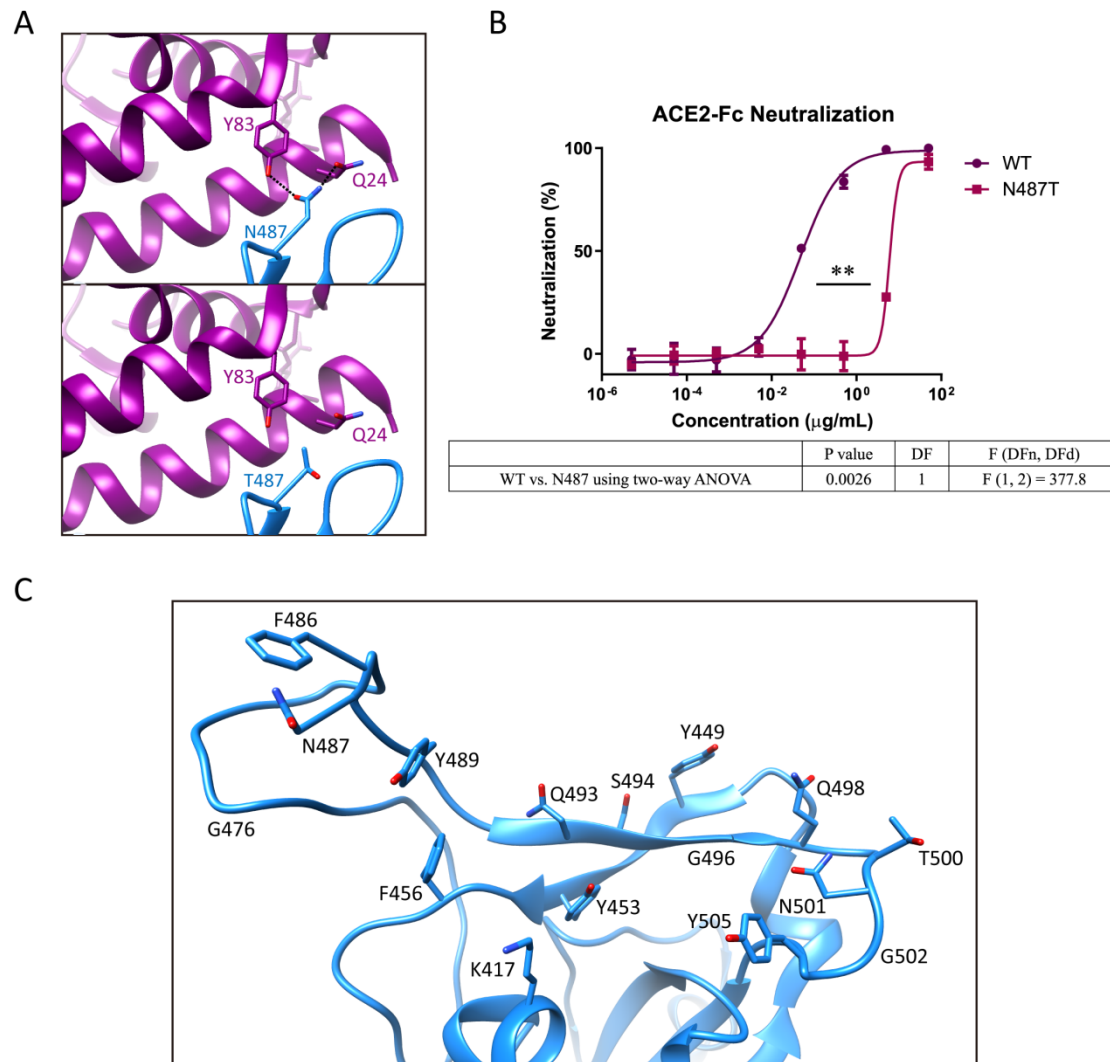 A
Y83
Q24
N487
Y83
Q24
T487
B
ACE2-Fc Neutralization
100
50
0
Neutralization (%)
**
WT
N487T
10-6 10-4 10-2 100 102
Concentration (μg/mL)
P value DF F (DFn, DFd)
WT vs. N487 using two-way ANOVA 0.0026 1 F (1, 2) = 377.8
C
F486
N487
Y489
Y449
Q493
S494
Q498
G476
G496
T500
F456
Y453
Y505
N501
G502
K417